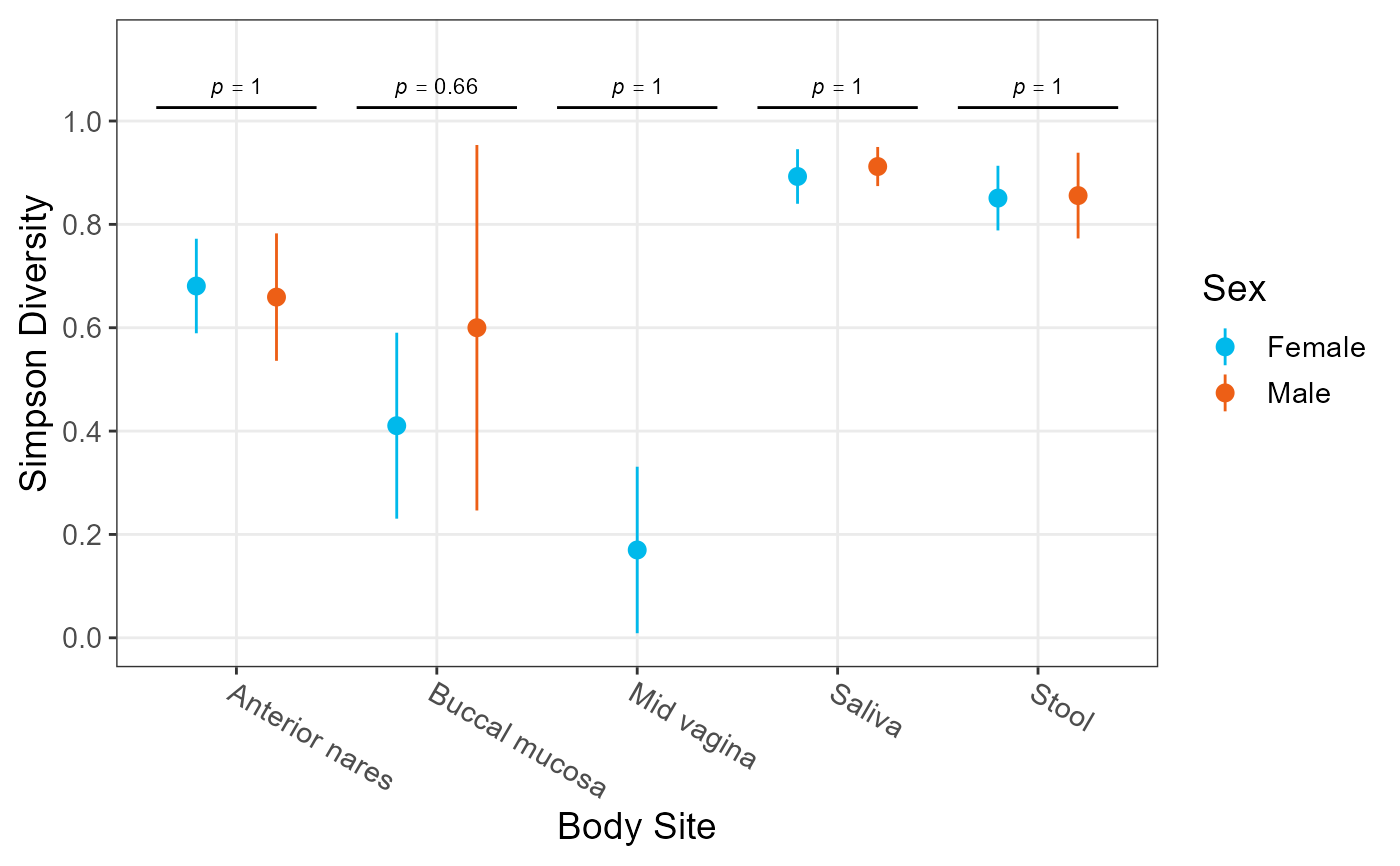 p = 1
p = 0.66
p = 1
p = 1
p = 1
1.0
0.8
0.6
0.4
0.2
0.0
Simpson Diversity
Anterior nares
Buccal mucosa
Mid vagina
Saliva
Stool
Body Site
Sex
Female
Male